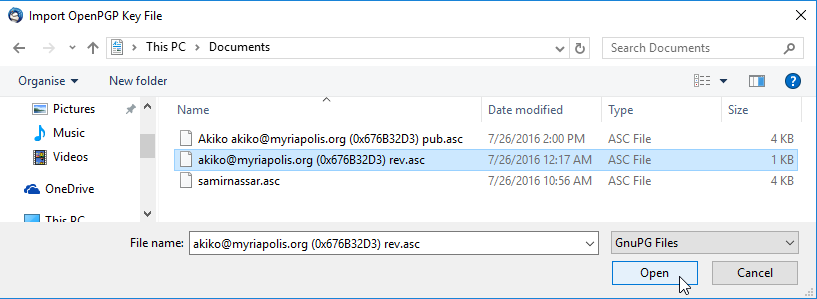 Import OpenPGP Key File
This PC Documents Search Documents
Organise New folder
Name Date modified Type Size
Pictures
Music
Videos
OneDrive
This PC
Akiko akiko@myriapolis.org (0x676B32D3) pub.asc 7/26/2016 2:00 PM ASC File 4 KB
akiko@myriapolis.org (0x676B32D3) rev.asc 7/26/2016 12:17 AM ASC File 1 KB
samirnassar.asc 7/26/2016 10:56 AM ASC File 4 KB
File name: akiko@myriapolis.org (0x676B32D3) rev.asc GnuPG Files
Open Cancel